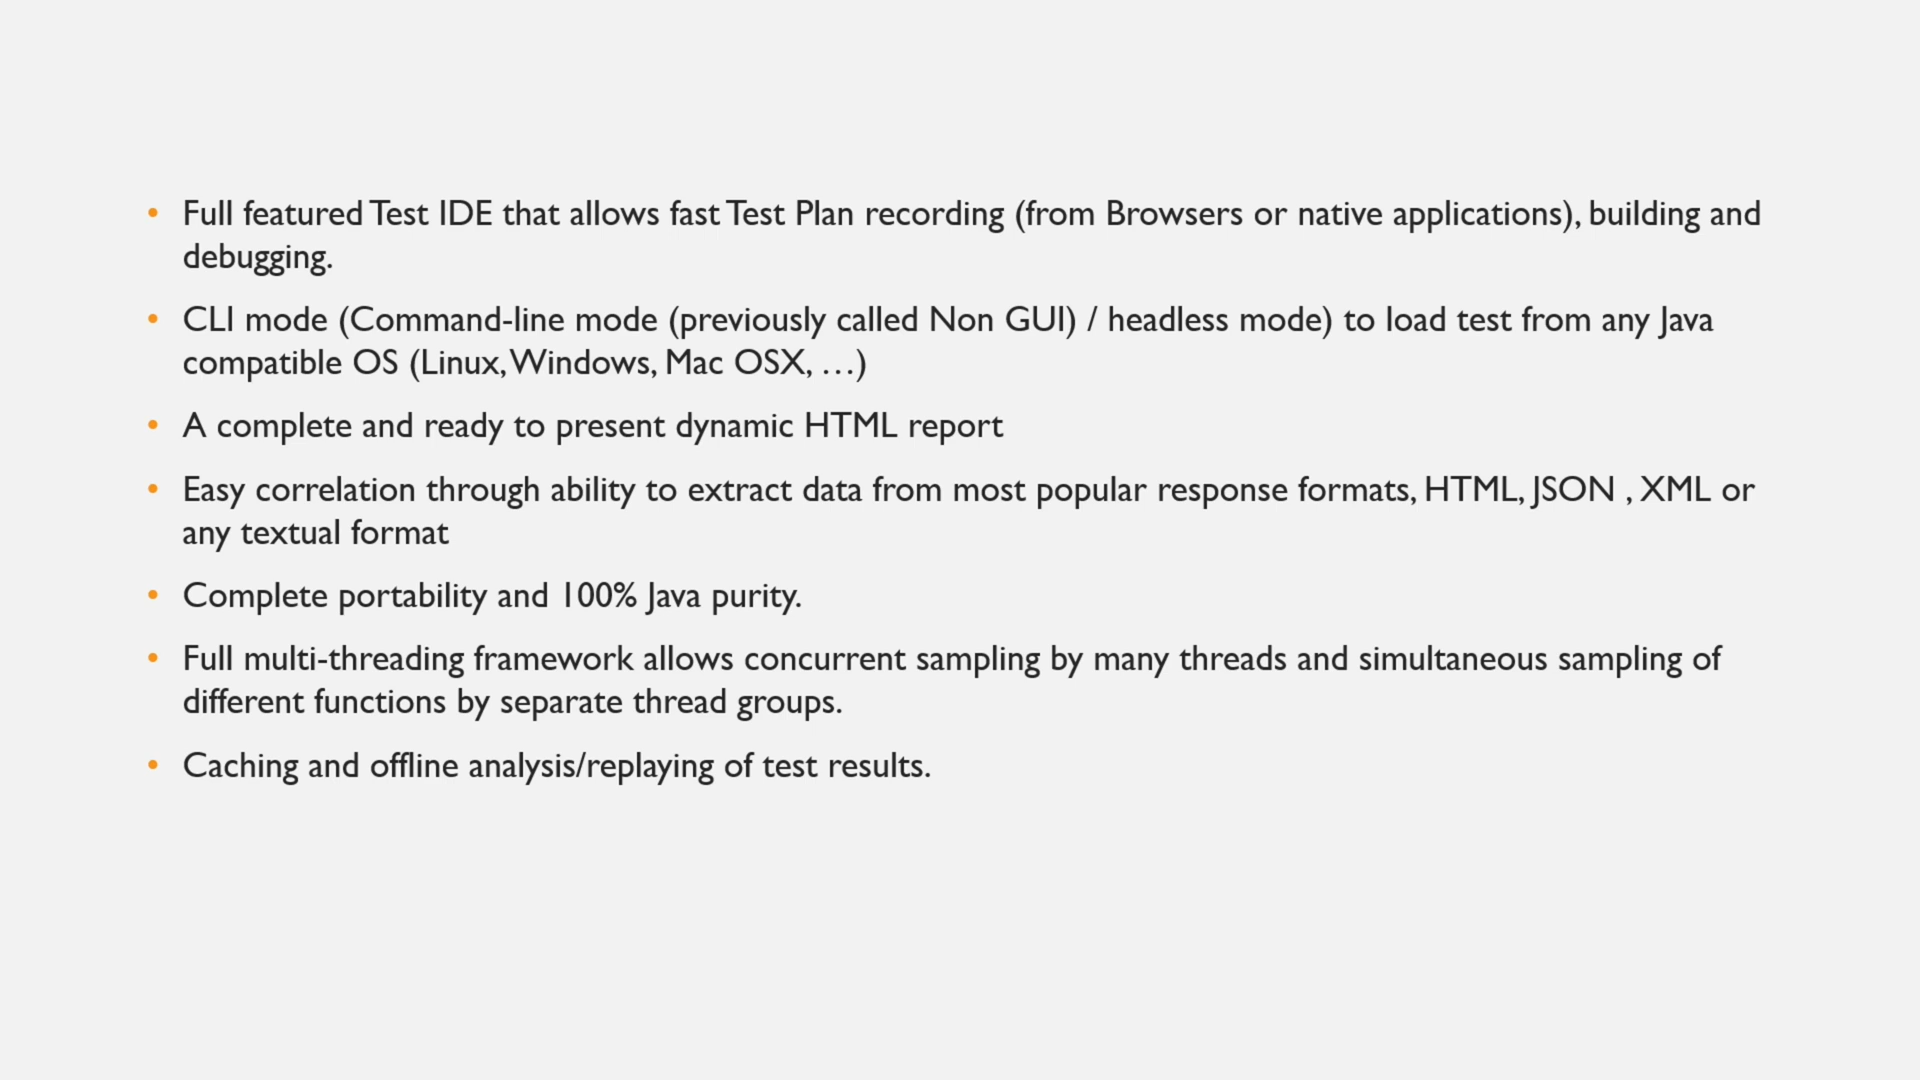 • Full featured Test IDE that allows fast Test Plan recording (from Browsers or native applications), building and
debugging.
• CLI mode (Command-line mode (previously called Non GUI) / headless mode) to load test from any Java
compatible OS (Linux, Windows, Mac OSX, …)
• A complete and ready to present dynamic HTML report
• Easy correlation through ability to extract data from most popular response formats, HTML, JSON , XML or
any textual format
• Complete portability and 100% Java purity.
• Full multi-threading framework allows concurrent sampling by many threads and simultaneous sampling of
different functions by separate thread groups.
• Caching and offline analysis/replaying of test results.